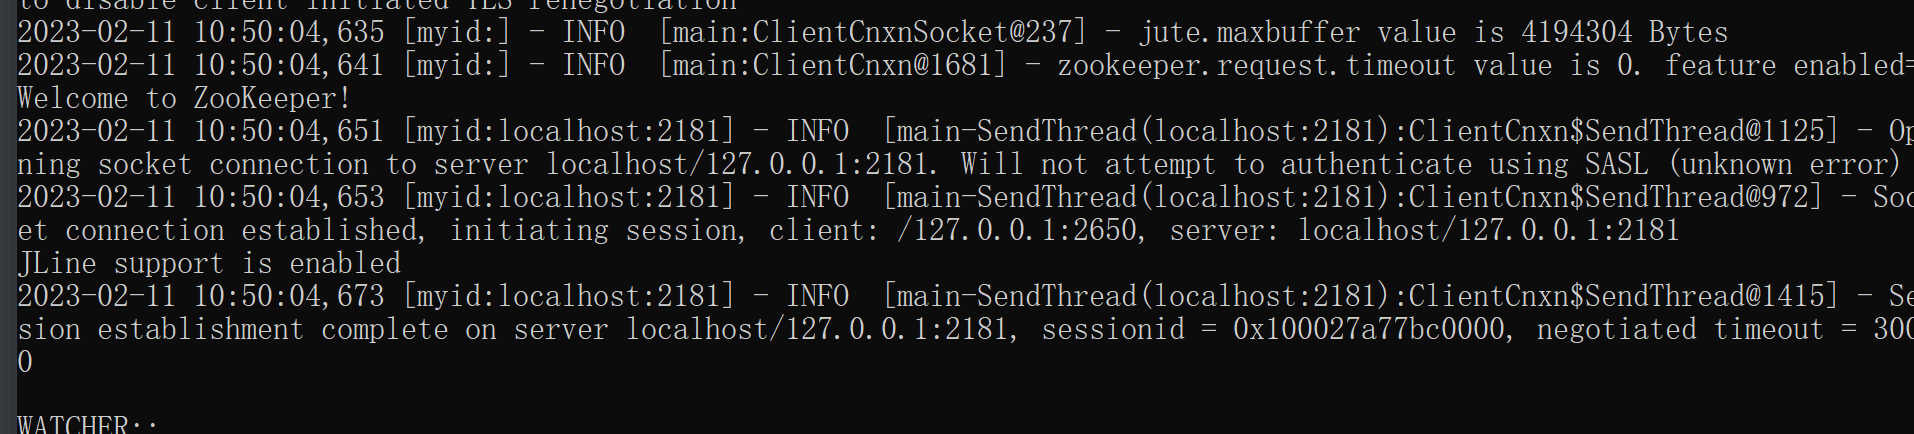 to disable client initiated TLS renegotiation
2023-02-11 10:50:04,635 [myid:] - INFO  [main:ClientCnxnSocket@237] - jute.maxbuffer value is 4194304 Bytes
2023-02-11 10:50:04,641 [myid:] - INFO  [main:ClientCnxn@1681] - zookeeper.request.timeout value is 0. feature enabled=
Welcome to ZooKeeper!
2023-02-11 10:50:04,651 [myid:localhost:2181] - INFO  [main-SendThread(localhost:2181):ClientCnxn$SendThread@1125] - Op
ning socket connection to server localhost/127.0.0.1:2181. Will not attempt to authenticate using SASL (unknown error)
2023-02-11 10:50:04,653 [myid:localhost:2181] - INFO  [main-SendThread(localhost:2181):ClientCnxn$SendThread@972] - Soc
et connection established, initiating session, client: /127.0.0.1:2650, server: localhost/127.0.0.1:2181
JLine support is enabled
2023-02-11 10:50:04,673 [myid:localhost:2181] - INFO  [main-SendThread(localhost:2181):ClientCnxn$SendThread@1415] - Se
sion establishment complete on server localhost/127.0.0.1:2181, sessionid = 0x100027a77bc0000, negotiated timeout = 300
0
WATCHER::